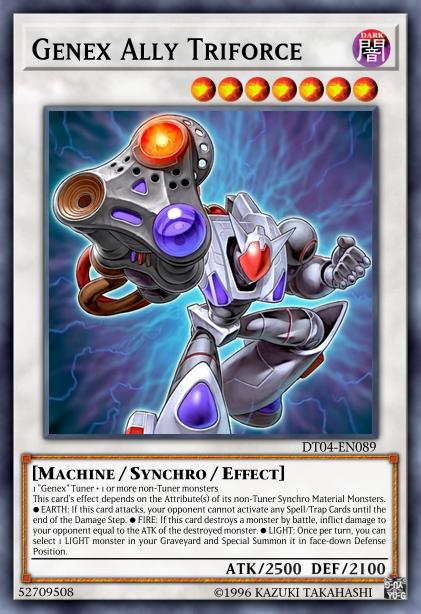 GENEX ALLY TRIFORCE
DARK
闇
DT04-EN089
[MACHINE / SYNCHRO / EFFECT]
1 "Genex" Tuner + 1 or more non-Tuner monsters
This card's effect depends on the Attribute(s) of its non-Tuner Synchro Material Monsters.
● EARTH: If this card attacks, your opponent cannot activate any Spell/Trap Cards until the
end of the Damage Step. ● FIRE: If this card destroys a monster by battle, inflict damage to
your opponent equal to the ATK of the destroyed monster. ● LIGHT: Once per turn, you can
select 1 LIGHT monster in your Graveyard and Special Summon it in face-down Defense
Position.
ATK/2500 DEF/2100
52709508
©1996 KAZUKI TAKAHASHI